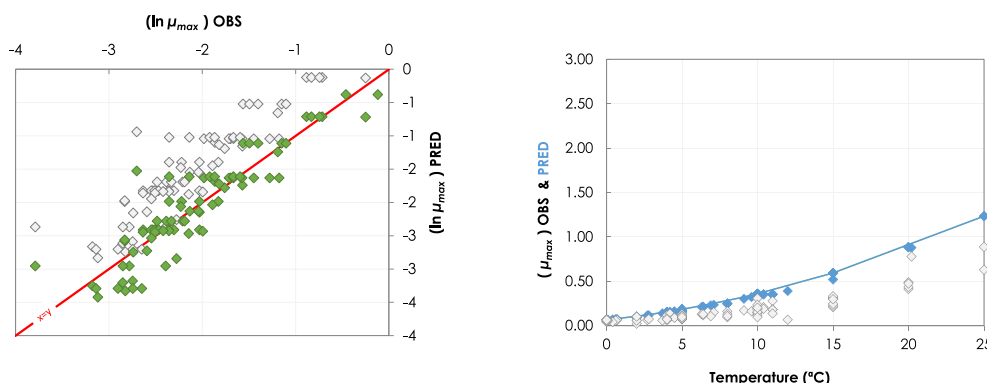 (ln μmax ) OBS
-4 -3 -2 -1 0
0
-1
-1
-2
-2
-3
-3
-4
-4
(ln μmax ) PRED
x=y
3.00
2.50
2.00
1.50
1.00
0.50
0.00
(μmax ) OBS & PRED
0 5 10 15 20 25
Temperature (ºC)